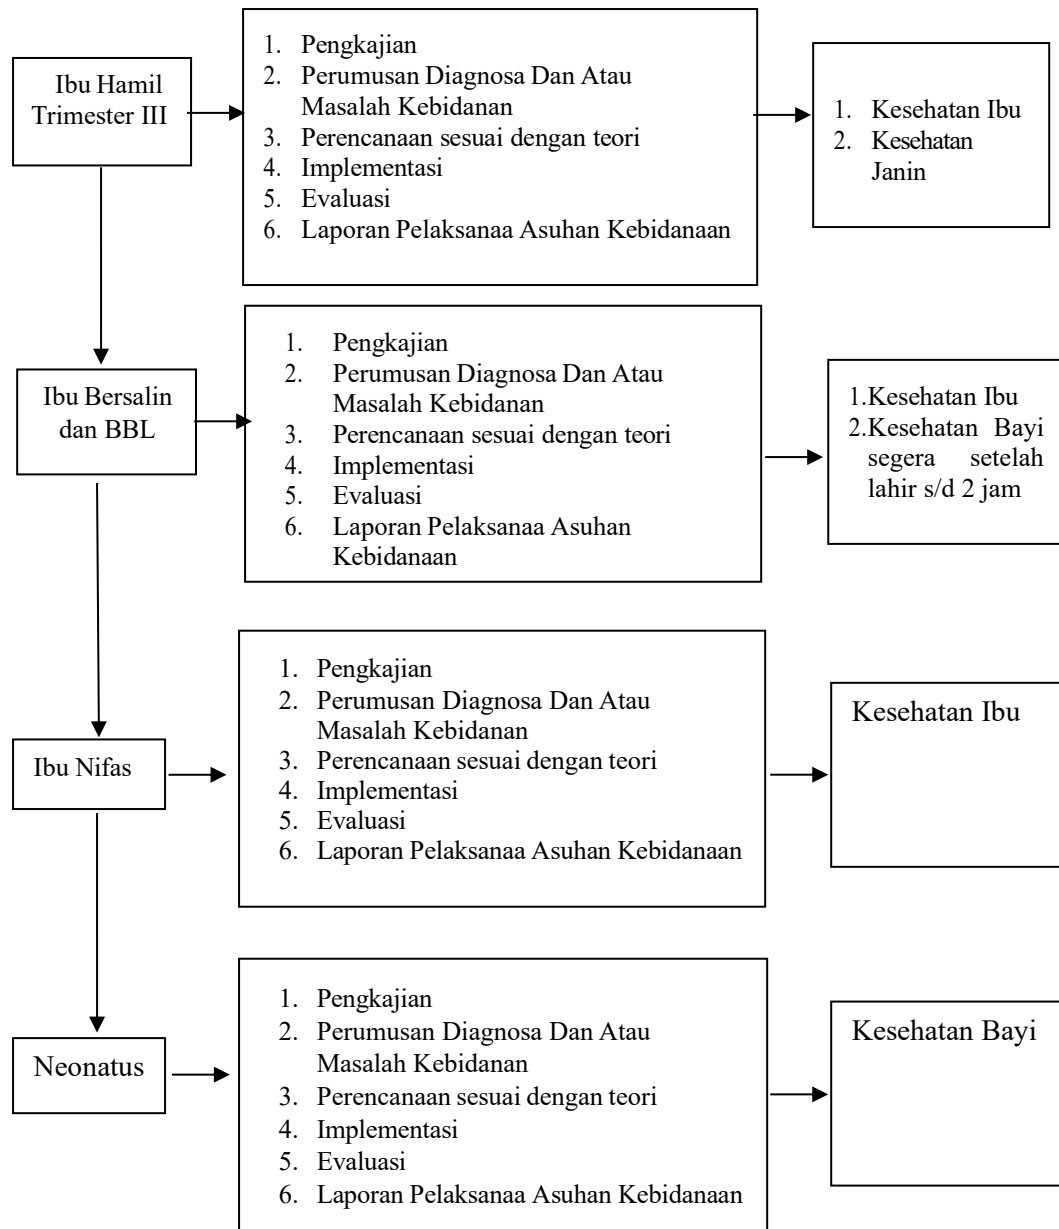 Ibu Hamil
Trimester III
1. Pengkajian
2. Perumusan Diagnosa Dan Atau
Masalah Kebidanan
3. Perencanaan sesuai dengan teori
4. Implementasi
5. Evaluasi
6. Laporan Pelaksanaa Asuhan Kebidanaan
1. Kesehatan Ibu
2. Kesehatan
Janin
Ibu Bersalin
dan BBL
1. Pengkajian
2. Perumusan Diagnosa Dan Atau
Masalah Kebidanan
3. Perencanaan sesuai dengan teori
4. Implementasi
5. Evaluasi
6. Laporan Pelaksanaa Asuhan
Kebidanaan
1.Kesehatan Ibu
2.Kesehatan Bayi
segera setelah
lahir s/d 2 jam
Ibu Nifas
1. Pengkajian
2. Perumusan Diagnosa Dan Atau
Masalah Kebidanan
3. Perencanaan sesuai dengan teori
4. Implementasi
5. Evaluasi
6. Laporan Pelaksanaa Asuhan Kebidanaan
Kesehatan Ibu
Neonatus
1. Pengkajian
2. Perumusan Diagnosa Dan Atau
Masalah Kebidanan
3. Perencanaan sesuai dengan teori
4. Implementasi
5. Evaluasi
6. Laporan Pelaksanaa Asuhan Kebidanaan
Kesehatan Bayi